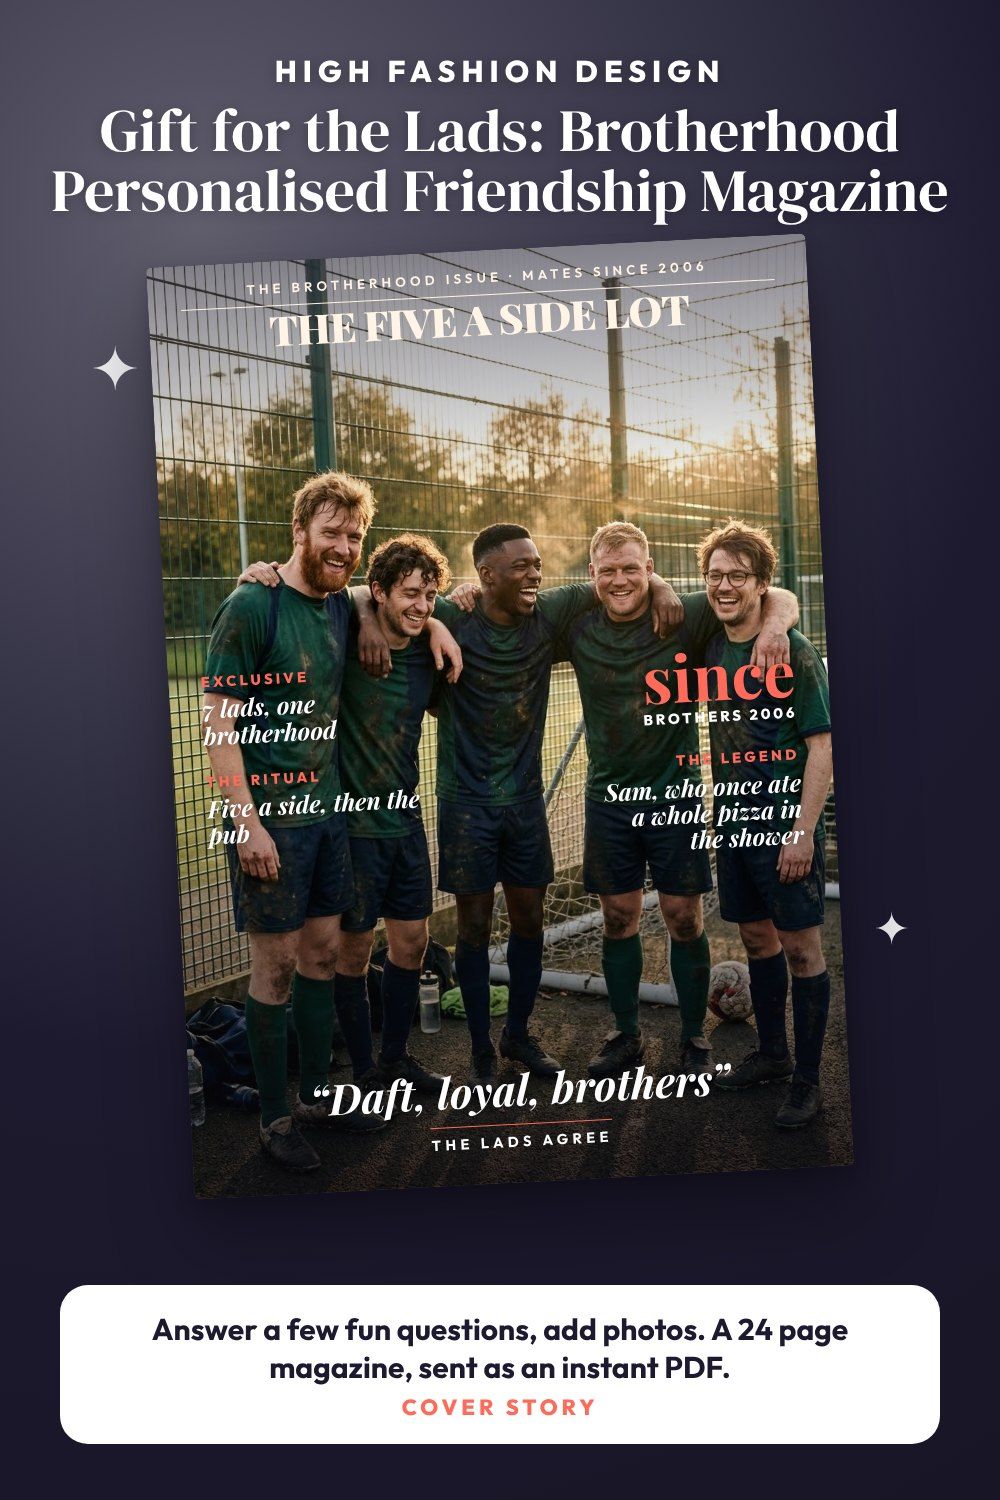 HIGH FASHION DESIGN
Gift for the Lads: Brotherhood
Personalised Friendship Magazine
THE BROTHERHOOD ISSUE · MATES SINCE 2006
THE FIVE A SIDE LOT
EXCLUSIVE
7 lads, one
brotherhood
THE RITUAL
Five a side, then the
pub
since
BROTHERS 2006
THE LEGEND
Sam, who once ate
a whole pizza in
the shower
“Daft, loyal, brothers”
THE LADS AGREE
Answer a few fun questions, add photos. A 24 page
magazine, sent as an instant PDF.
COVER STORY